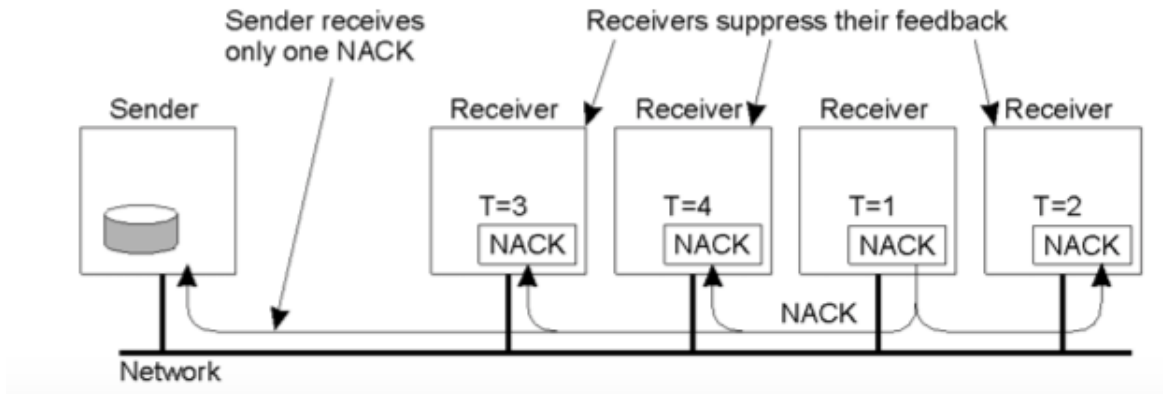 Sender receives
only one NACK
Receivers suppress their feedback
Sender
Receiver
Receiver
Receiver
Receiver
T=3
T=4
T=1
T=2
NACK
NACK
NACK
NACK
NACK
Network